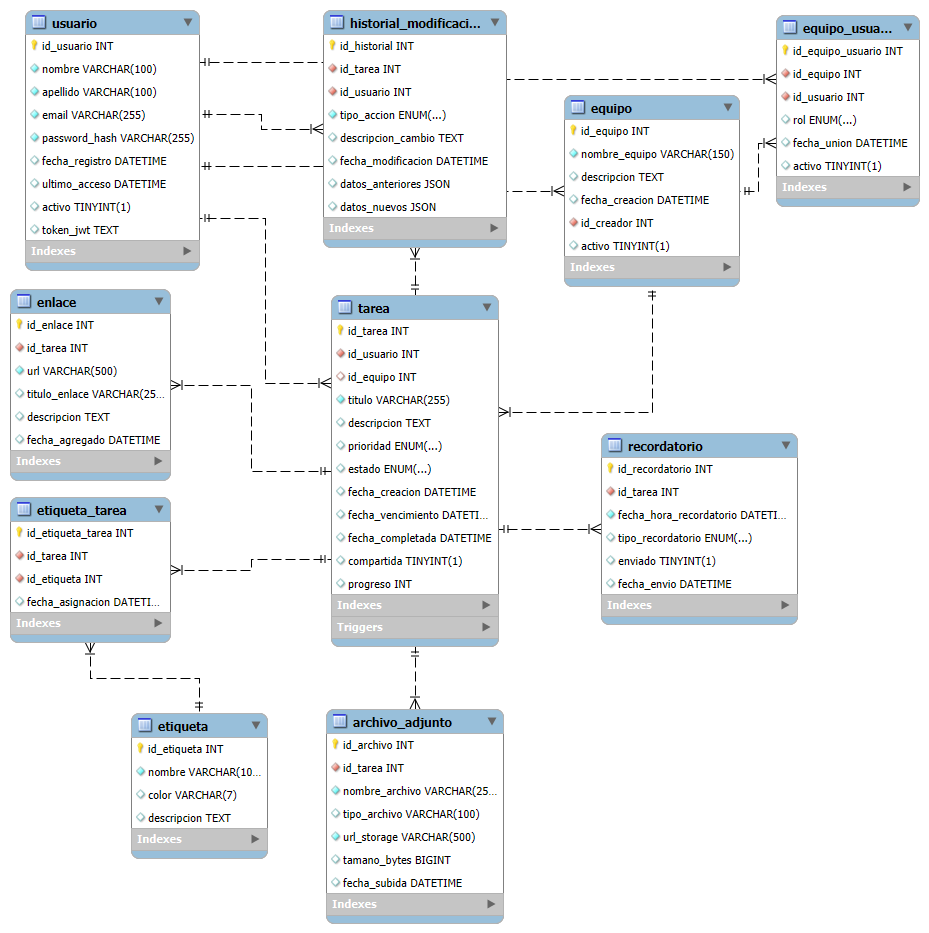 usuario
id_usuario INT
nombre VARCHAR(100)
apellido VARCHAR(100)
email VARCHAR(255)
password_hash VARCHAR(255)
fecha_registro DATETIME
ultimo_acceso DATETIME
activo TINYINT(1)
token_jwt TEXT
Indexes
historial_modificaci...
id_historial INT
id_tarea INT
id_usuario INT
tipo_accion ENUM(...)
descripcion_cambio TEXT
fecha_modificacion DATETIME
datos_anteriores JSON
datos_nuevos JSON
Indexes
equipo
id_equipo INT
nombre_equipo VARCHAR(150)
descripcion TEXT
fecha_creacion DATETIME
id_creador INT
activo TINYINT(1)
Indexes
equipo_usua...
id_equipo_usuario INT
id_equipo INT
id_usuario INT
rol ENUM(...)
fecha_union DATETIME
activo TINYINT(1)
Indexes
enlace
id_enlace INT
id_tarea INT
url VARCHAR(500)
titulo_enlace VARCHAR(25...
descripcion TEXT
fecha_agregado DATETIME
Indexes
tarea
id_tarea INT
id_usuario INT
id_equipo INT
titulo VARCHAR(255)
descripcion TEXT
prioridad ENUM(...)
estado ENUM(...)
fecha_creacion DATETIME
fecha_vencimiento DATETI...
fecha_completada DATETIME
compartida TINYINT(1)
progreso INT
Indexes
Triggers
recordatorio
id_recordatorio INT
id_tarea INT
fecha_hora_recordatorio DATETI...
tipo_recordatorio ENUM(...)
enviado TINYINT(1)
fecha_envio DATETIME
Indexes
etiqueta_tarea
id_etiqueta_tarea INT
id_tarea INT
id_etiqueta INT
fecha_asignacion DATETI...
Indexes
etiqueta
id_etiqueta INT
nombre VARCHAR(10...
color VARCHAR(7)
descripcion TEXT
Indexes
archivo_adjunto
id_archivo INT
id_tarea INT
nombre_archivo VARCHAR(25...
tipo_archivo VARCHAR(100)
url_storage VARCHAR(500)
tamano_bytes BIGINT
fecha_subida DATETIME
Indexes